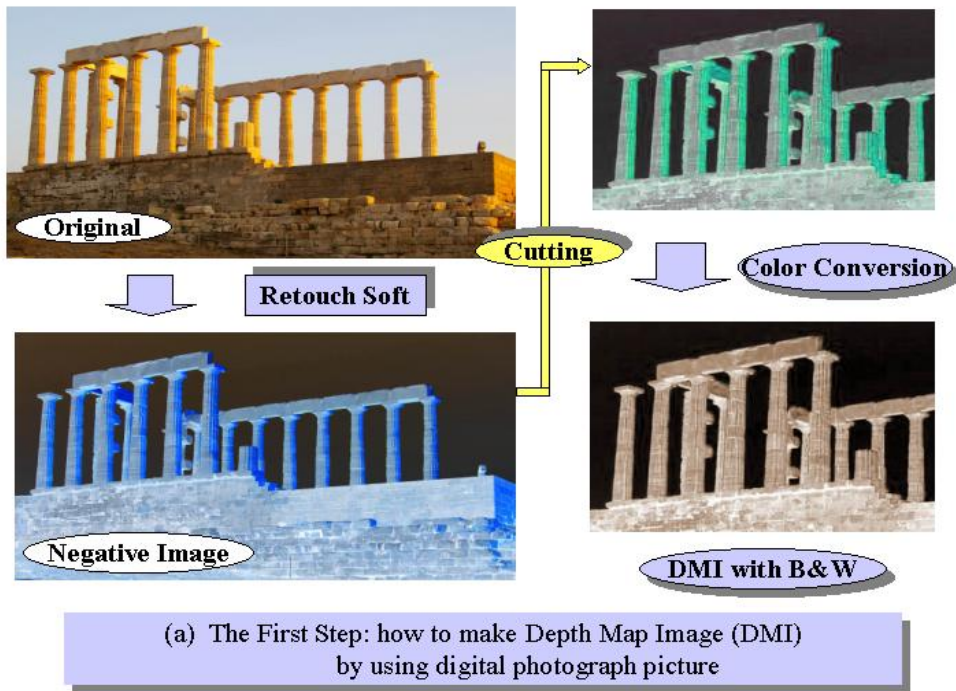 Original
Retouch Soft
Negative Image
Cutting
Color Conversion
DMI with B&W
(a) The First Step: how to make Depth Map Image (DMI)
by using digital photograph picture